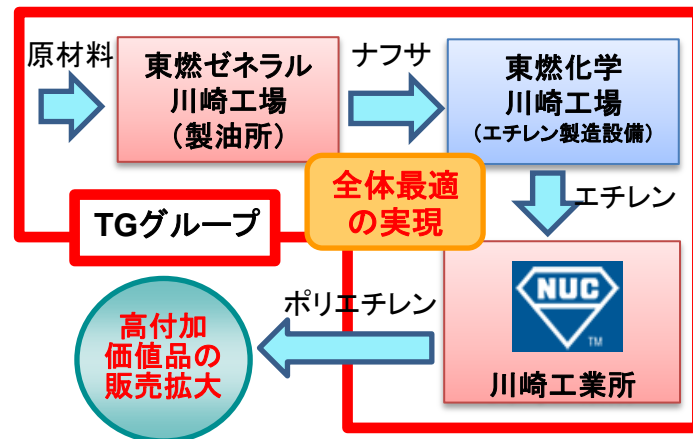 原材料
東燃ゼネラル
川崎工場
（製油所）
ナフサ
東燃化学
川崎工場
（エチレン製造設備）
全体最適
の実現
エチレン
TGグループ
NUC
TM
川崎工業所
ポリエチレン
高付加
価値品の
販売拡大